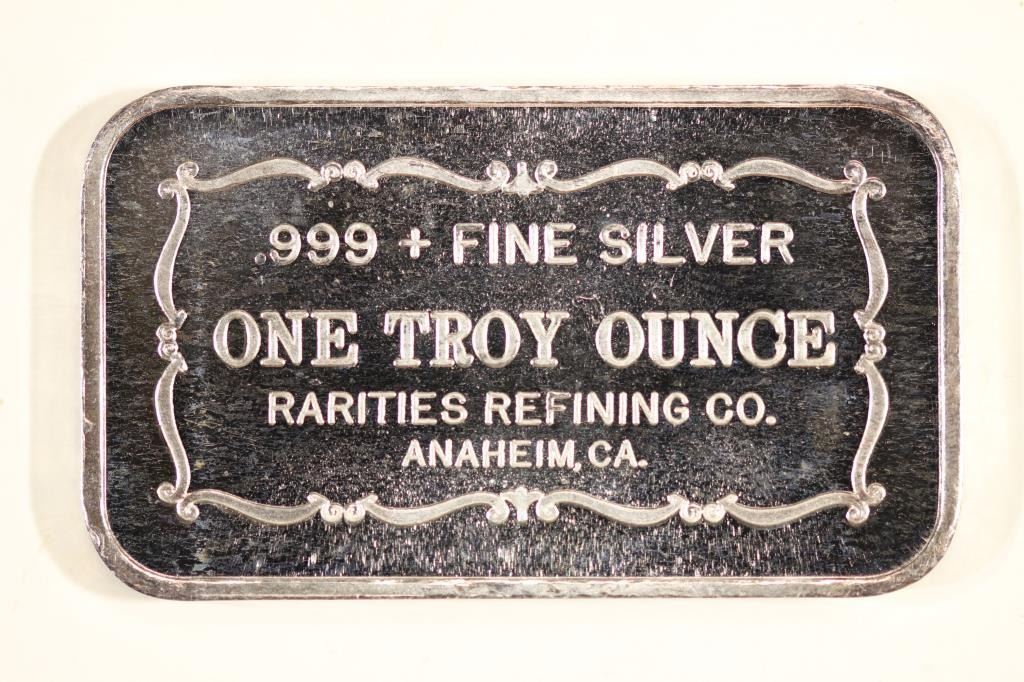 .999 + FINE SILVER
ONE TROY OUNCE
RARITIES REFINING CO.
ANAHEIM, CA.